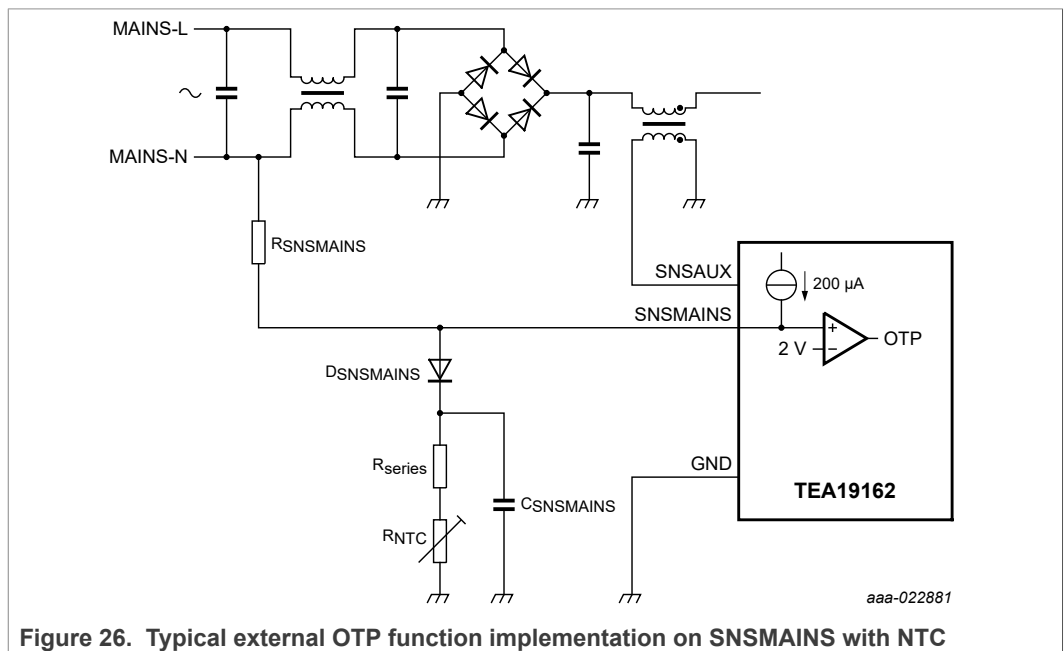 MAINS-L
MAINS-N
RSNSMAINS
SNSAUX
200 µA
SNSMAINS
+
2 V
−
OTP
DSNSMAINS
GND
Rseries
TEA19162
CSNSMAINS
RNTC
aaa-022881
Figure 26. Typical external OTP function implementation on SNSMAINS with NTC